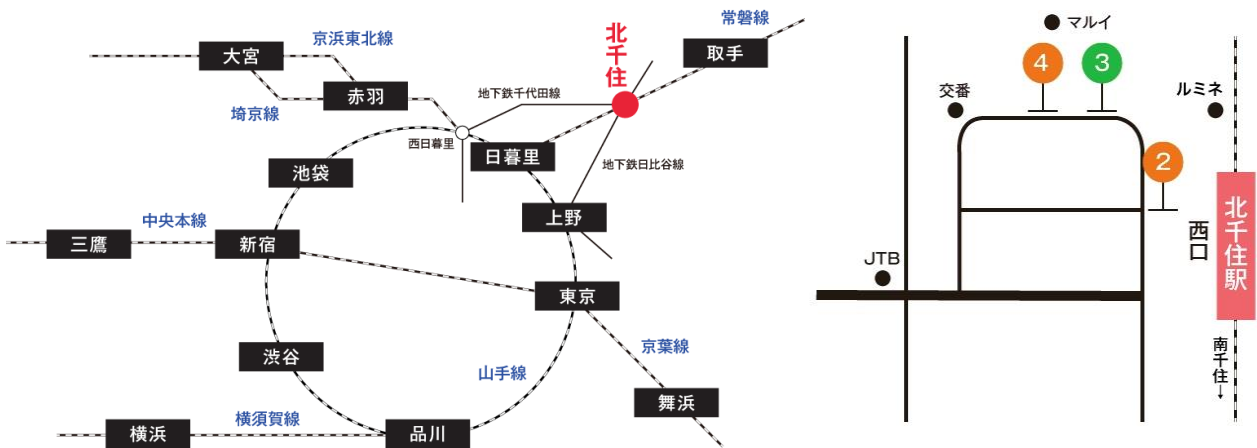 常磐線
北千住
京浜東北線
大宮
取手
赤羽
地下鉄千代田線
埼京線
西日暮里
日暮里
地下鉄日比谷線
池袋
中央本線
上野
三鷹
新宿
東京
渋谷
山手線
京葉線
舞浜
横須賀線
横浜
品川
マルイ
4
3
交番
ルミネ
2
北千住駅
西口
JTB
南千住→